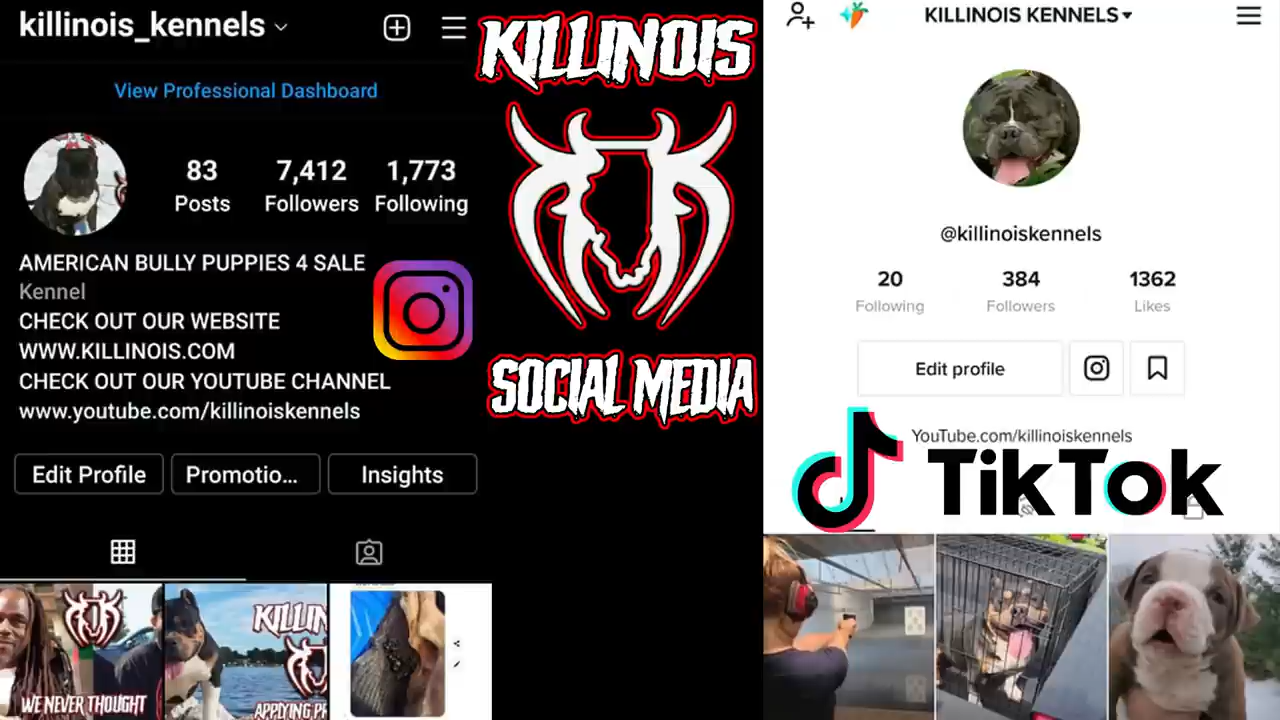 killinois_kennels
View Professional Dashboard
83
Posts
7,412
Followers
1,773
Following
AMERICAN BULLY PUPPIES 4 SALE
Kennel
CHECK OUT OUR WEBSITE
WWW.KILLINOIS.COM
CHECK OUT OUR YOUTUBE CHANNEL
www.youtube.com/killinoiskennels
Edit Profile
Promotio...
Insights
WE NEVER THOUGHT
KILLIN
KILLINOIS
SOCIAL MEDIA
KILLINOIS KENNELS
@killinoiskennels
20
Following
384
Followers
1362
Likes
Edit profile
YouTube.com/killinoiskennels
TikTok